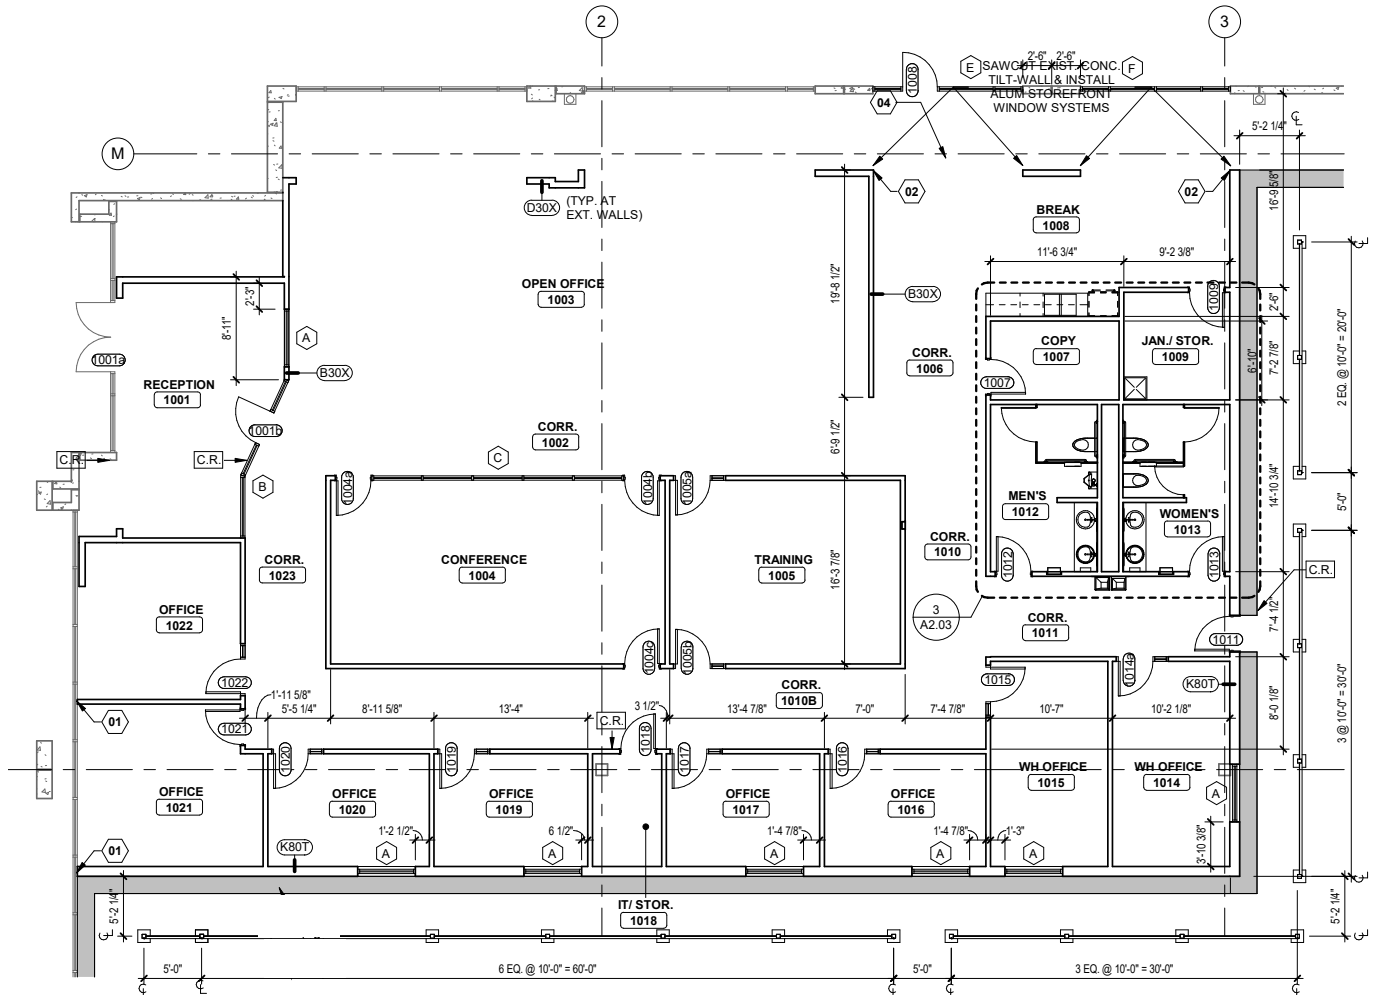 2
3
M
1008
E
2'-6"
2'-6"
F
SAWCUT EXIST. CONC.
TILT-WALL & INSTALL
ALUM STOREFRONT
WINDOW SYSTEMS
04
5'-2 1/4"
02
02
D30X
(TYP. AT
EXT. WALLS)
16'-9 5/8"
BREAK
1008
11'-6 3/4"
9'-2 3/8"
OPEN OFFICE
1003
19'-8 1/2"
B30X
1009
2'-6"
2'-3"
8'-11"
A
1001a
B30X
RECEPTION
1001
CORR.
1006
COPY
1007
JAN./ STOR.
1009
1007
6'-10"
7'-2 7/8"
2 EQ. @ 10'-0" = 20'-0"
1001b
CORR.
1002
6'-9 1/2"
C.R.
C.R.
C
B
1004a
1004b
1005a
14'-10 3/4"
5'-0"
MEN'S
1012
WOMEN'S
1013
CORR.
1023
CONFERENCE
1004
TRAINING
1005
16'-3 7/8"
CORR.
1010
1012
1013
C.R.
OFFICE
1022
3
A2.03
CORR.
1011
7'-4 1/2"
1011
1022
1004c
1005b
1015
1014a
K80T
CORR.
1010B
1'-11 5/8"
5'-5 1/4"
8'-11 5/8"
13'-4"
3 1/2"
13'-4 7/8"
7'-0"
7'-4 7/8"
10'-7"
10'-2 1/8"
8'-0 1/8"
3 @ 10'-0" = 30'-0"
01
1021
C.R.
1018
1020
1019
1017
1016
OFFICE
1021
OFFICE
1020
OFFICE
1019
OFFICE
1017
OFFICE
1016
WH OFFICE
1015
WH OFFICE
1014
A
1'-2 1/2"
6 1/2"
1'-4 7/8"
1'-4 7/8"
1'-3"
3'-10 3/8"
01
K80T
A
A
A
A
A
5'-2 1/4"
IT/ STOR.
1018
5'-2 1/4"
5'-0"
6 EQ. @ 10'-0" = 60'-0"
5'-0"
3 EQ. @ 10'-0" = 30'-0"